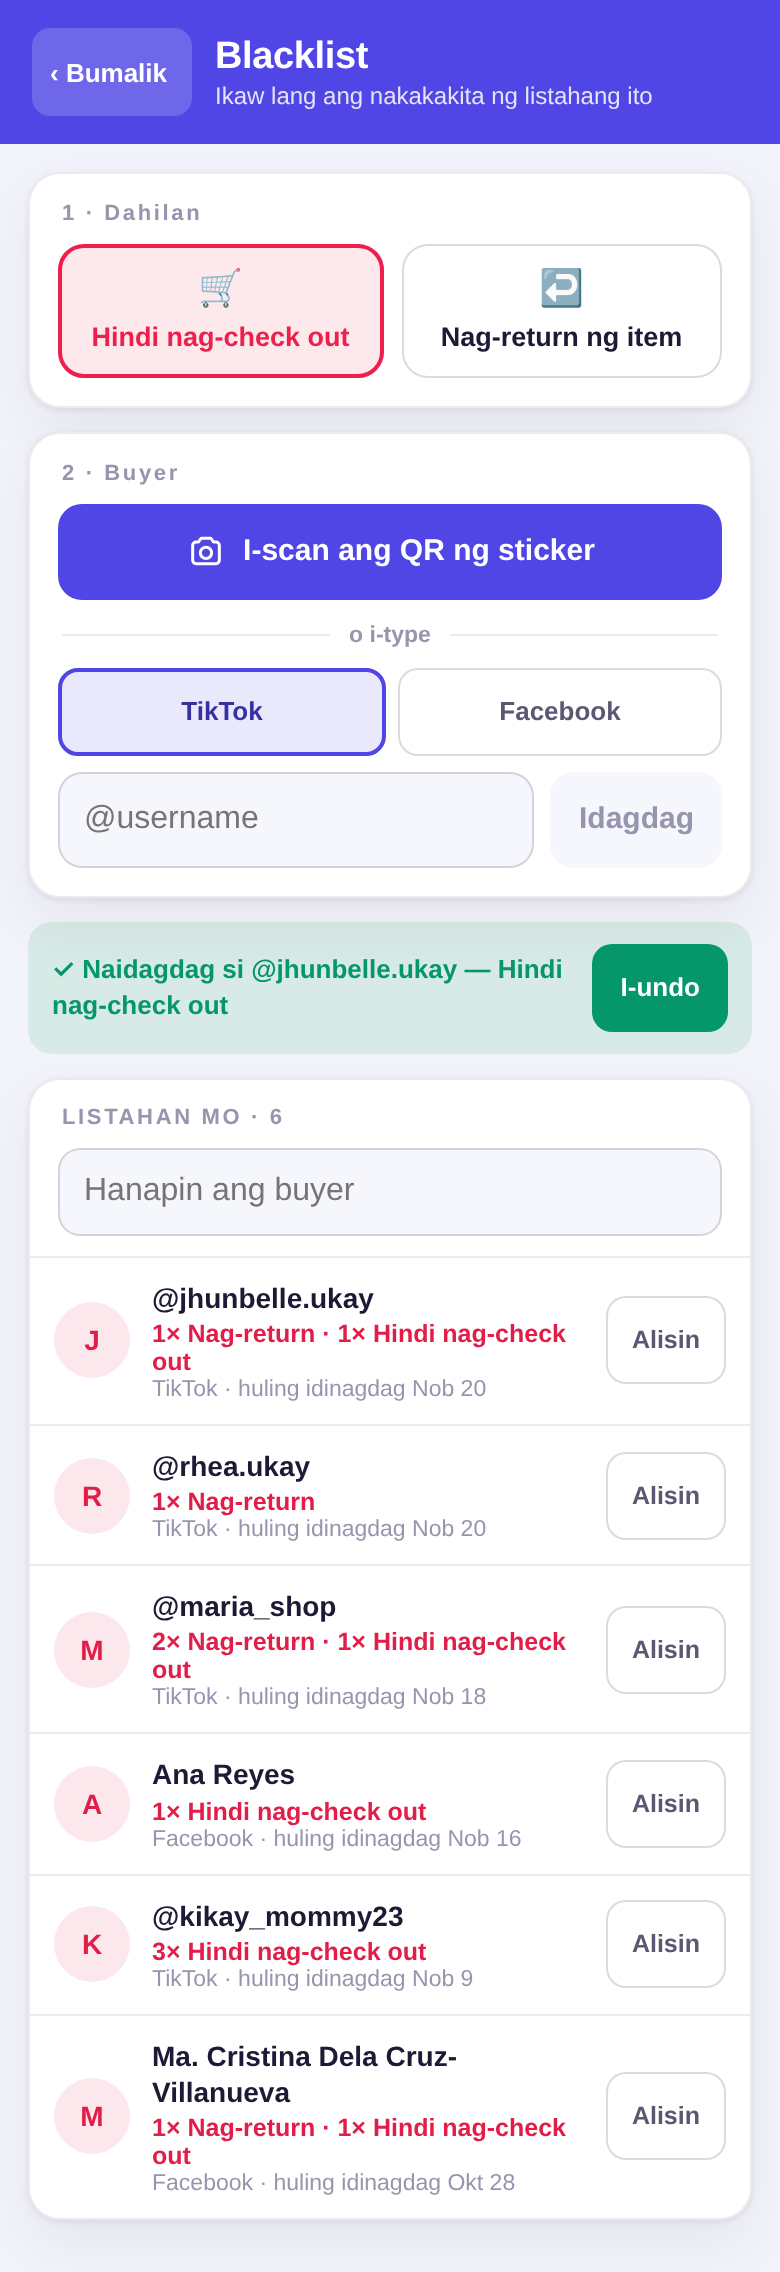 ‹ Bumalik
Blacklist
Ikaw lang ang nakakakita ng listahang ito
1 · Dahilan
Hindi nag-check out
Nag-return ng item
2 · Buyer
I-scan ang QR ng sticker
o i-type
TikTok
Facebook
@username
Idagdag
✓ Naidagdag si @jhunbelle.ukay — Hindi
nag-check out
I-undo
LISTAHAN MO · 6
Hanapin ang buyer
J
@jhunbelle.ukay
1× Nag-return · 1× Hindi nag-check
out
TikTok · huling idinagdag Nob 20
Alisin
R
@rhea.ukay
1× Nag-return
TikTok · huling idinagdag Nob 20
Alisin
M
@maria_shop
2× Nag-return · 1× Hindi nag-check
out
TikTok · huling idinagdag Nob 18
Alisin
A
Ana Reyes
1× Hindi nag-check out
Facebook · huling idinagdag Nob 16
Alisin
K
@kikay_mommy23
3× Hindi nag-check out
TikTok · huling idinagdag Nob 9
Alisin
M
Ma. Cristina Dela Cruz-
Villanueva
1× Nag-return · 1× Hindi nag-check
out
Facebook · huling idinagdag Okt 28
Alisin